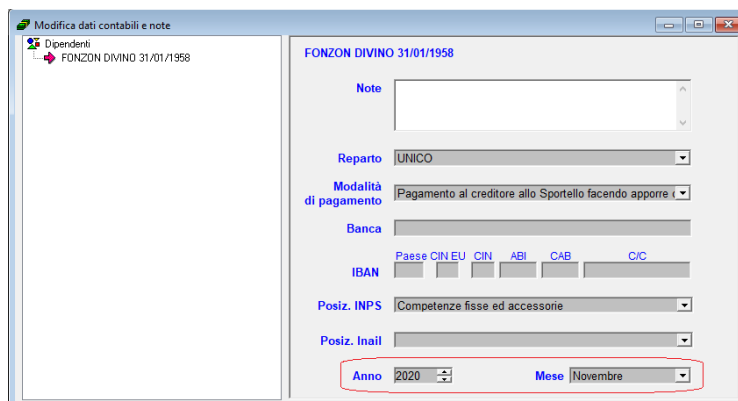 Modifica dati contabili e note
Dipendenti
FONZON DIVINO 31/01/1958
FONZON DIVINO 31/01/1958
Note
Reparto UNICO
Modalità
di pagamento Pagamento al creditore allo Sportello facendo apporre
Banca
Paese CIN EU CIN ABI CAB C/C
IBAN
Posiz. INPS Competenze fisse ed accessorie
Posiz. Inail
Anno 2020 Mese Novembre